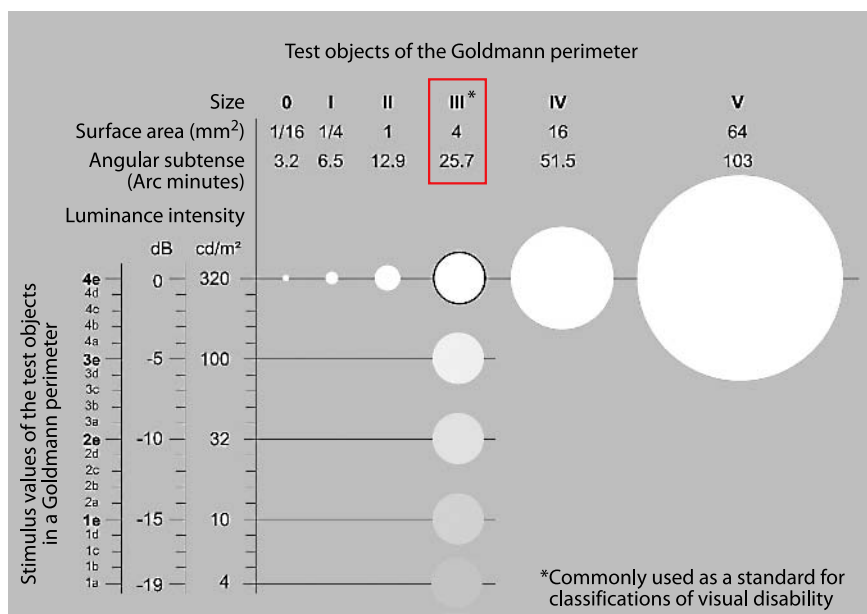 Test objects of the Goldmann perimeter
Size 0 I II III* IV V
Surface area (mm²) 1/16 1/4 1 4 16 64
Angular subtense 3.2 6.5 12.9 25.7 51.5 103
(Arc minutes)
Luminance intensity
dB cd/m²
Stimulus values of the test objects
in a Goldmann perimeter
4e 0 320
4d
4c
4b
4a
3e -5 100
3d
3c
3b
3a
2e -10 32
2d
2c
2b
2a
1e -15 10
1d
1c
1b
1a -19 4
*Commonly used as a standard for
classifications of visual disability